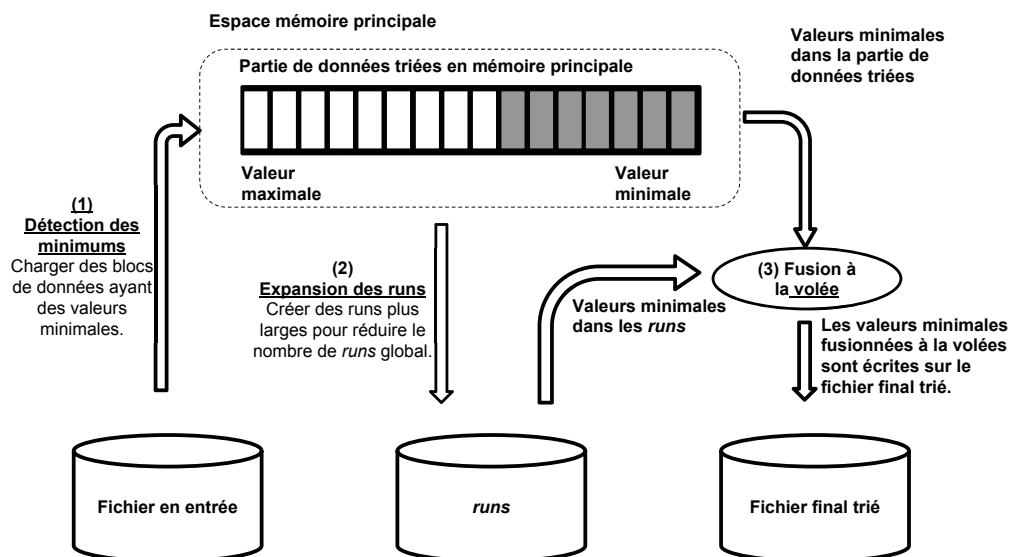 Espace mémoire principale
Valeurs minimales
dans la partie de
données triées
Partie de données triées en mémoire principale
Valeur
maximale
Valeur
minimale
(1)
Détection des
minimums
Charger des blocs
de données ayant
des valeurs
minimales.
(2)
Expansion des runs
Créer des runs plus
larges pour réduire le
nombre de runs global.
Valeurs minimales
dans les runs
(3) Fusion à
la volée
Les valeurs minimales
fusionnées à la volées
sont écrites sur le
fichier final trié.
Fichier en entrée
runs
Fichier final trié